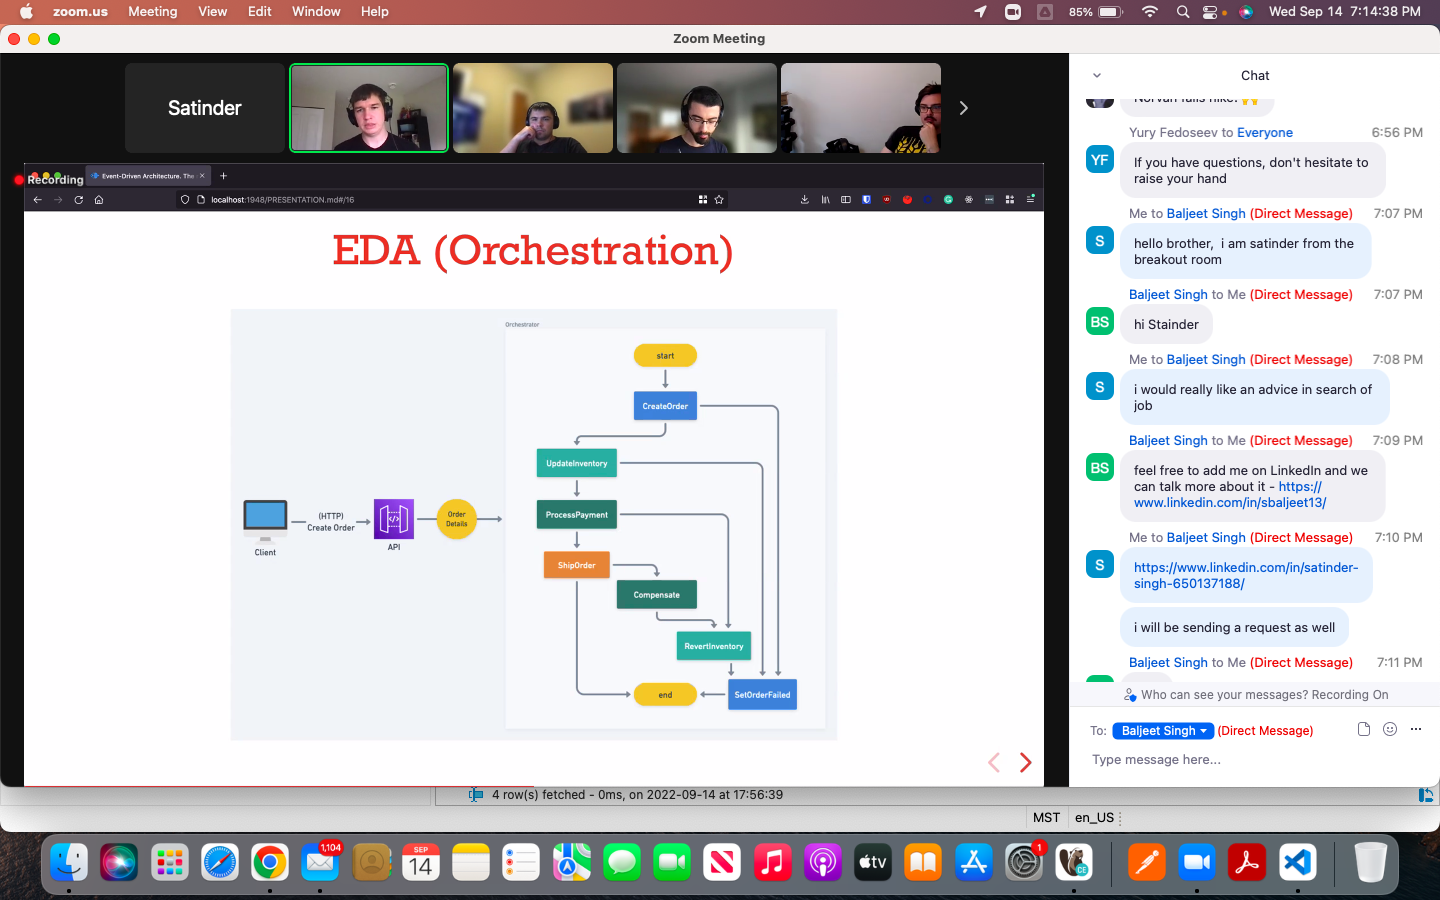 zoom.us Meeting View Edit Window Help
85% Wed Sep 14 7:14:38 PM
Zoom Meeting
Satinder
Recording
Event-Driven Architecture. The
localhost:1948/PRESENTATION.md#/16
EDA (Orchestration)
Orchestrator
start
CreateOrder
UpdateInventory
ProcessPayment
ShipOrder
Compensate
RevertInventory
SetOrderFailed
end
Client
(HTTP)
Create Order
API
Order
Details
Chat
Norvan falls hike!
Yury Fedoseev to Everyone 6:56 PM
YF
If you have questions, don't hesitate to
raise your hand
Me to Baljeet Singh (Direct Message) 7:07 PM
S
hello brother, i am satinder from the
breakout room
Baljeet Singh to Me (Direct Message) 7:07 PM
BS
hi Stainder
Me to Baljeet Singh (Direct Message) 7:08 PM
S
i would really like an advice in search of
job
Baljeet Singh to Me (Direct Message) 7:09 PM
BS
feel free to add me on LinkedIn and we
can talk more about it - https://
www.linkedin.com/in/sbaljeet13/
Me to Baljeet Singh (Direct Message) 7:10 PM
S
https://www.linkedin.com/in/satinder-
singh-650137188/
i will be sending a request as well
Baljeet Singh to Me (Direct Message) 7:11 PM
Who can see your messages? Recording On
To: Baljeet Singh (Direct Message)
Type message here...
4 row(s) fetched - 0ms, on 2022-09-14 at 17:56:39
MST en_US
1,104
SEP
14
tv
1
CE